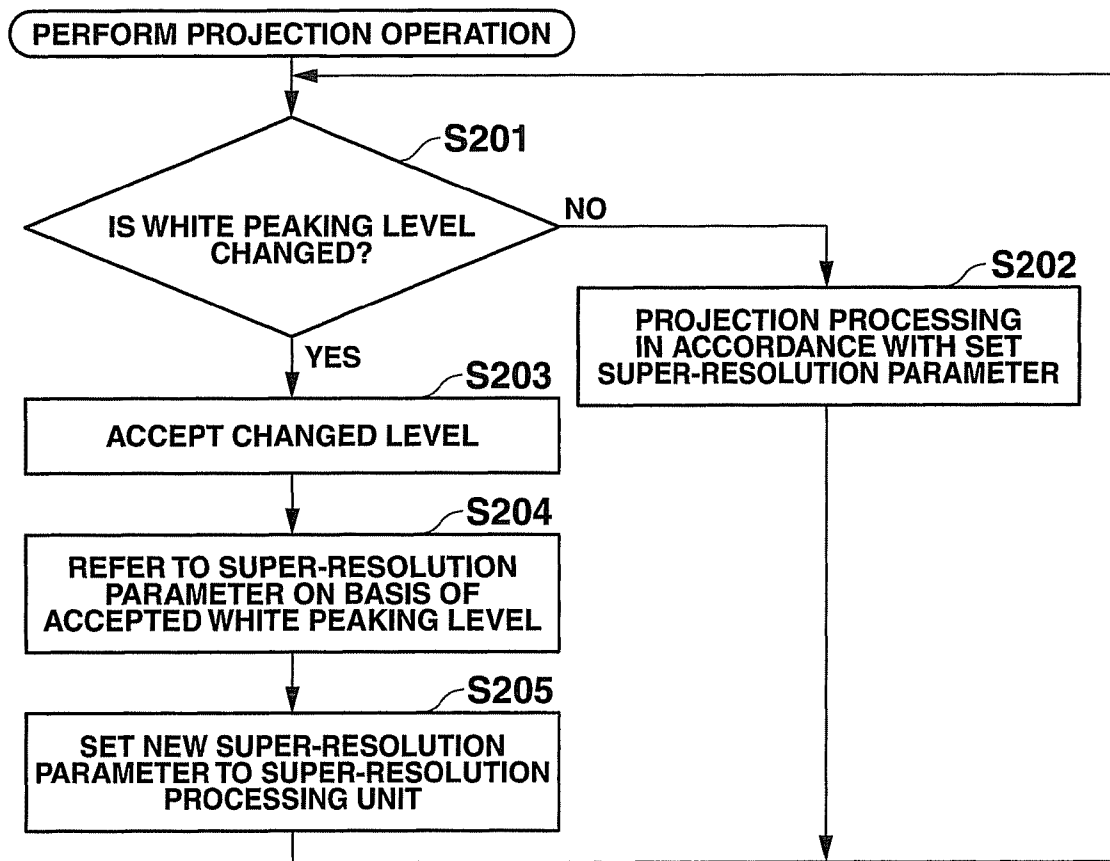 PERFORM PROJECTION OPERATION
S201
IS WHITE PEAKING LEVEL
CHANGED?
NO
YES
S202
PROJECTION PROCESSING
IN ACCORDANCE WITH SET
SUPER-RESOLUTION PARAMETER
S203
ACCEPT CHANGED LEVEL
S204
REFER TO SUPER-RESOLUTION
PARAMETER ON BASIS OF
ACCEPTED WHITE PEAKING LEVEL
S205
SET NEW SUPER-RESOLUTION
PARAMETER TO SUPER-RESOLUTION
PROCESSING UNIT